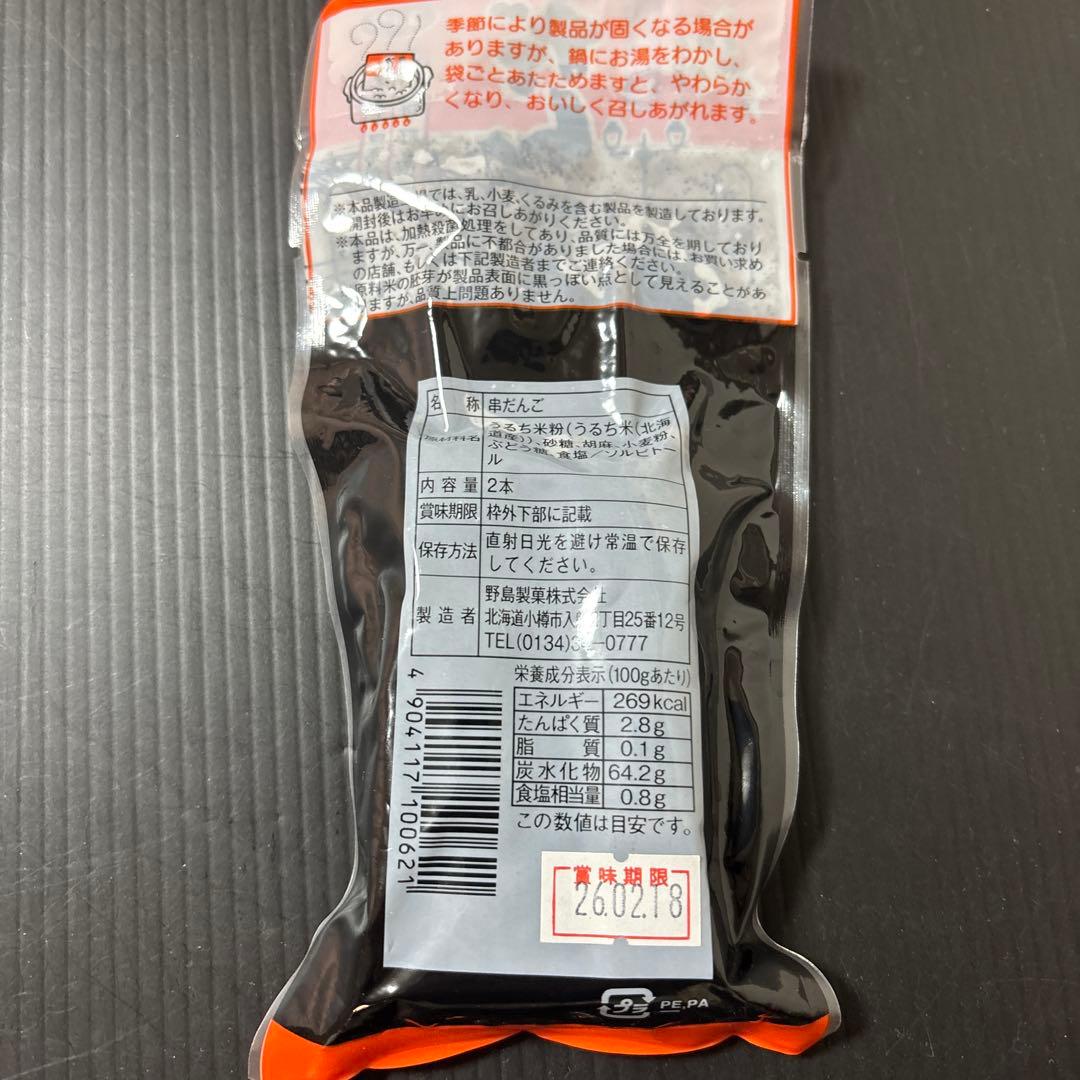 季節により製品が固くなる場合が
ありますが、鍋にお湯をわかし、
袋ごとあたためますと、やわらか
くなり、おいしく召しあがれます。
※本品製造 では、乳、小麦、くるみを含む製品を製造しております。
開封後はお早めにお召しあがりください。
※本品は、加熱殺菌処理をしてあり、品質には万全を期しており
ますが、万一、製品に不都合がありました場合には、お買い求め
の店舗、もしくは下記製造者までご連絡ください。
原料米の胚芽が製品表面に黒っぽい点として見えることがあ
りますが、品質上問題ありません。
名称 串だんご
原材料名 うるち米粉(うるち米(北海
道産))、砂糖、胡麻、小麦粉、
ぶどう糖、食塩/ソルビトー
ル
内容量 2本
賞味期限 枠外下部に記載
保存方法 直射日光を避け常温で保存
してください。
製造者 野島製菓株式会社
北海道小樽市入 丁目25番12号
TEL(0134)3 -0777
栄養成分表示(100gあたり)
エネルギー 269kcal
たんぱく質 2.8g
脂質 0.1g
炭水化物 64.2g
食塩相当量 0.8g
この数値は目安です。
4 904117 100621
賞味期限
26.02.18
プラ PE,PA